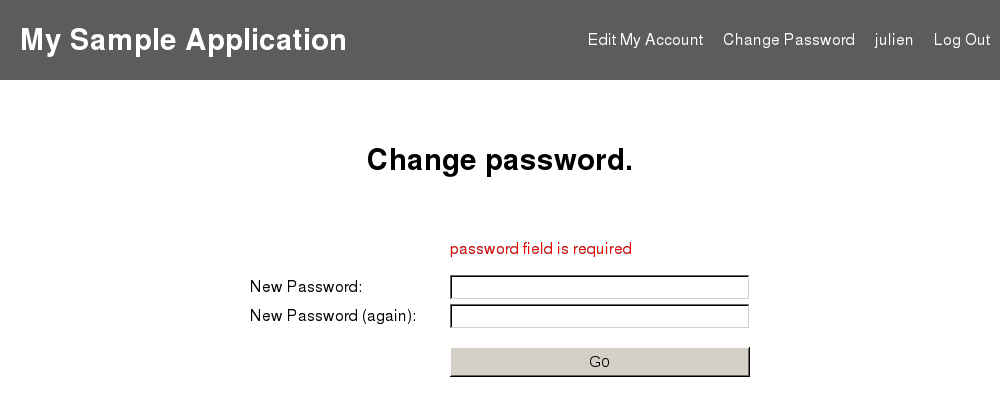 My Sample Application Edit My Account Change Password julien Log Out
Change password.
password field is required
New Password:
New Password (again):
Go